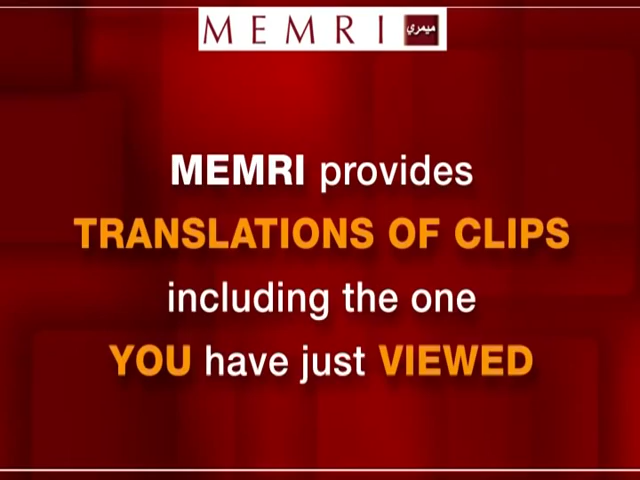 MEMRI ميمري
MEMRI provides
TRANSLATIONS OF CLIPS
including the one
YOU have just VIEWED